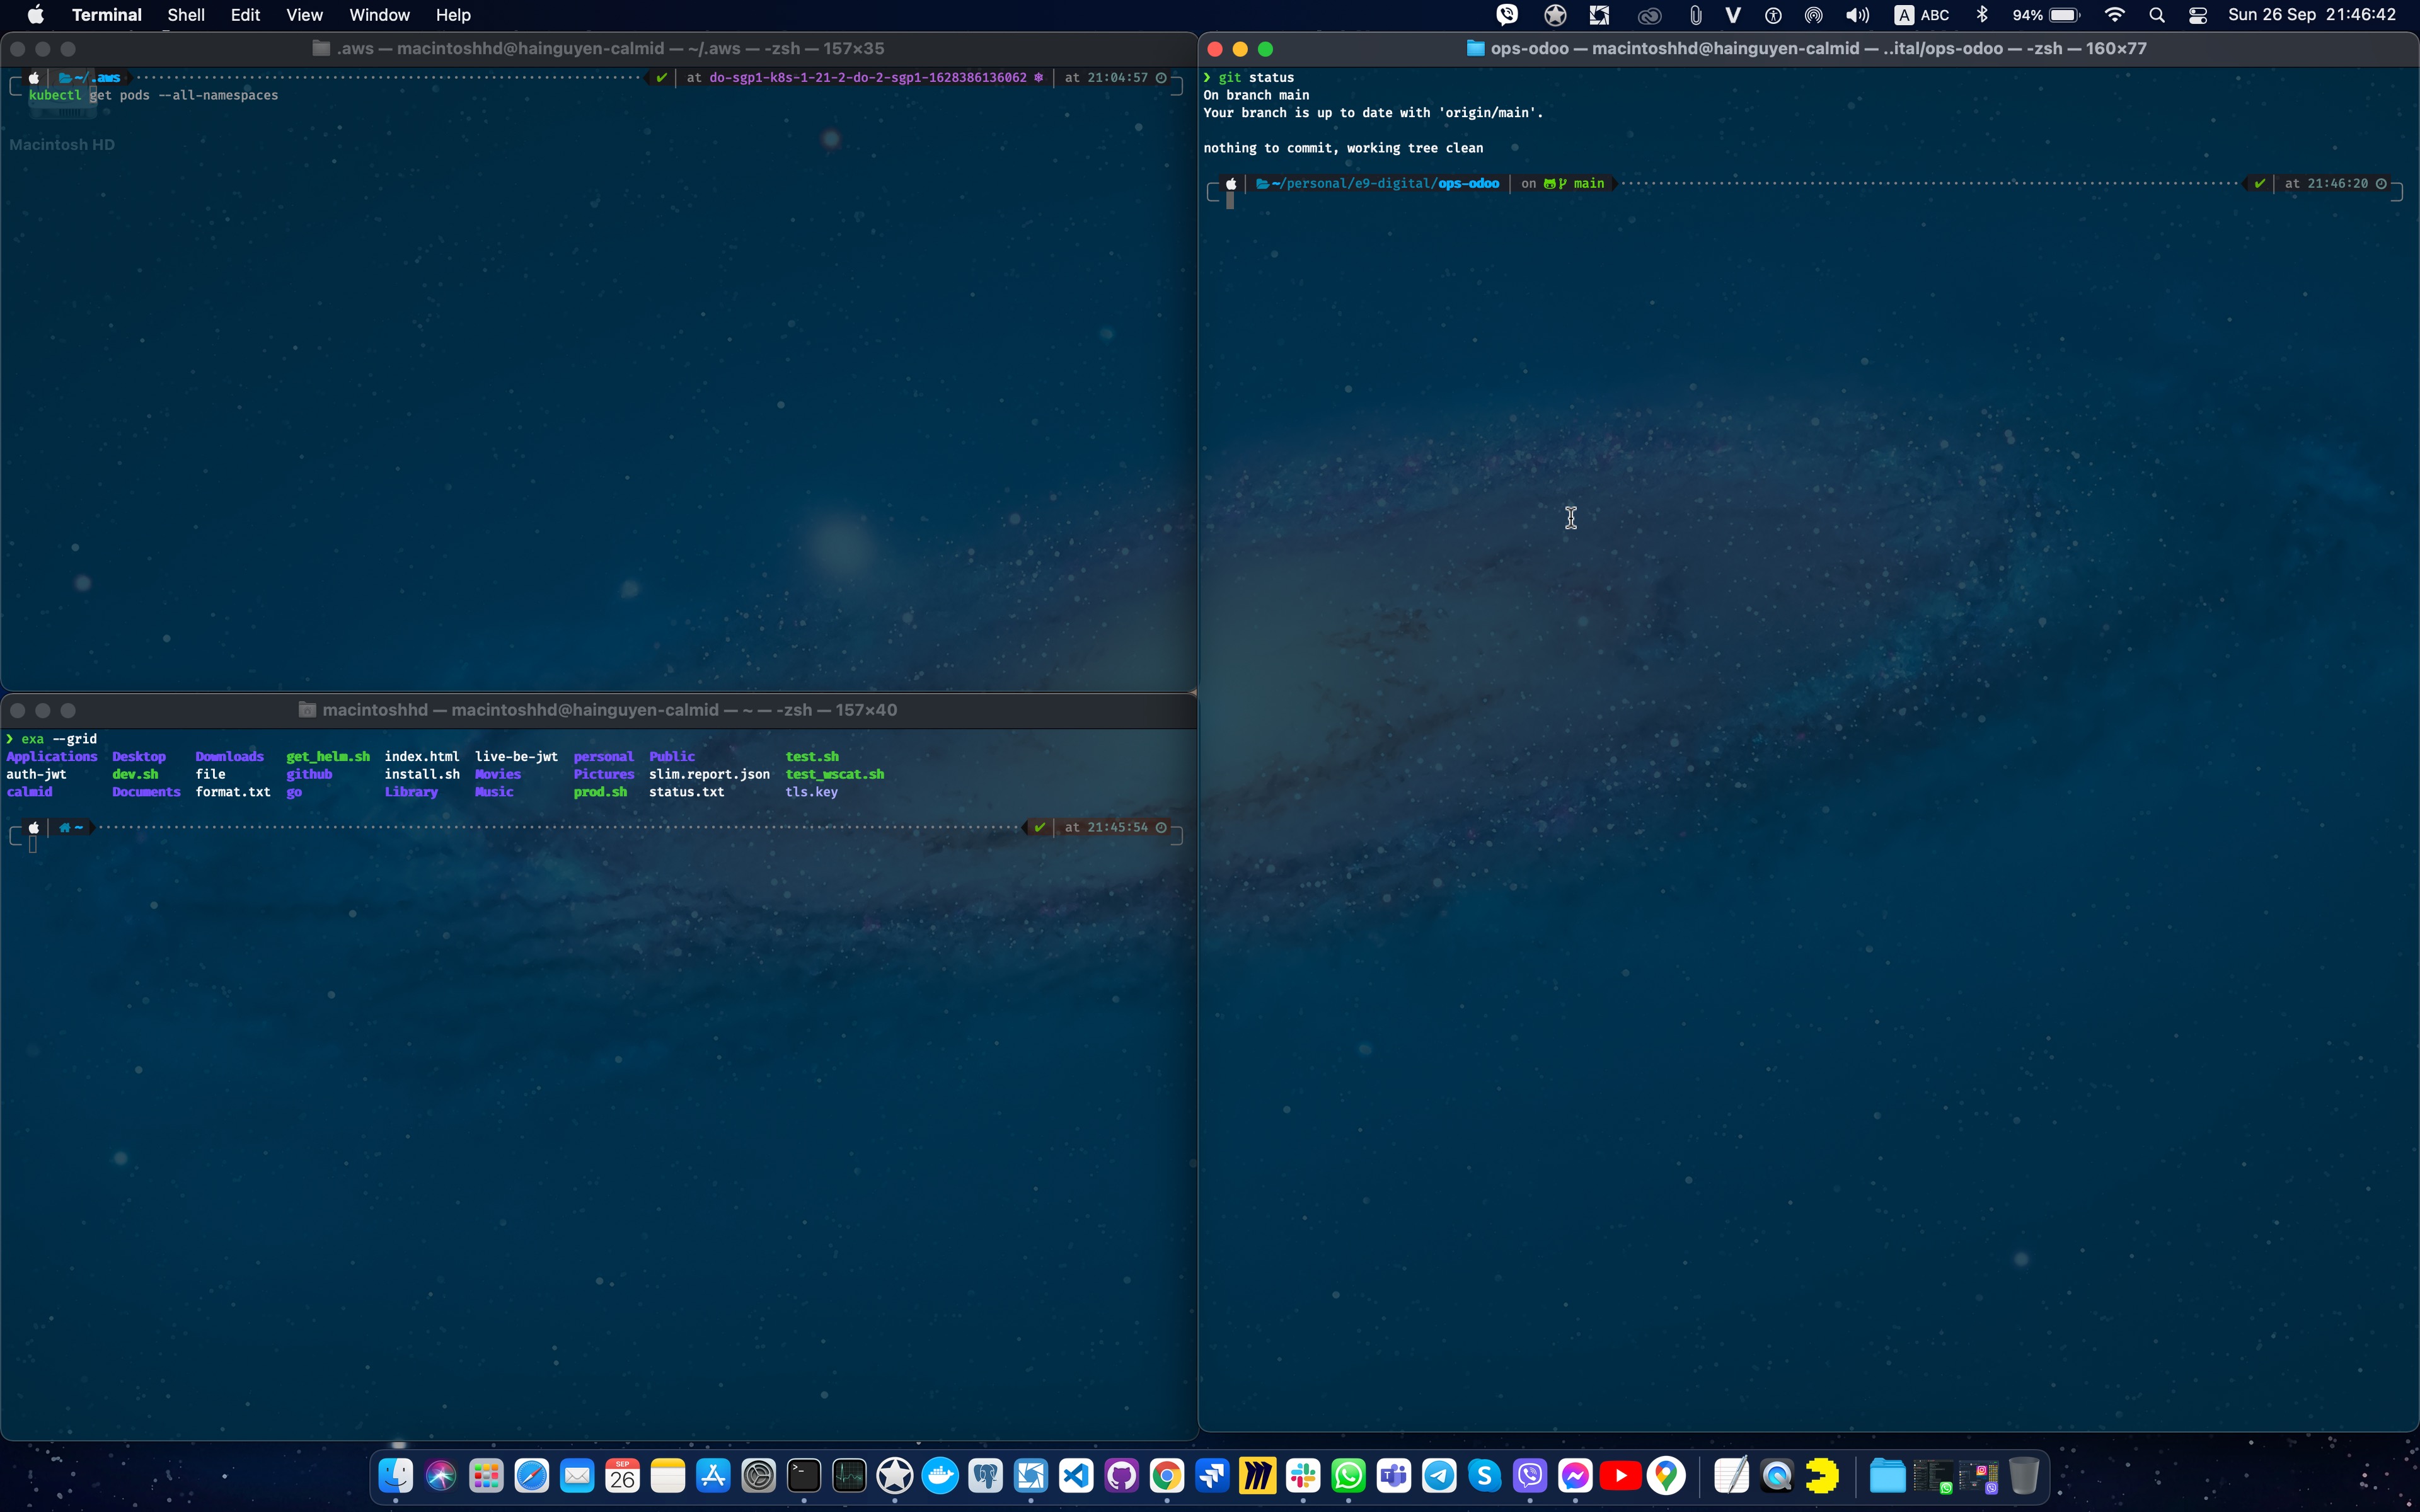 Terminal Shell Edit View Window Help
ABC 94% Sun 26 Sep 21:46:42
.aws — macintoshhd@hainguyen-calmid — ~/.aws — -zsh — 157×35
~/.aws ✔ at do-sgp1-k8s-1-21-2-do-2-sgp1-1628386136062 at 21:04:57
kubectl get pods --all-namespaces
Macintosh HD
ops-odoo — macintoshhd@hainguyen-calmid — ..ital/ops-odoo — -zsh — 160×77
❯ git status
On branch main
Your branch is up to date with 'origin/main'.
nothing to commit, working tree clean
~/personal/e9-digital/ops-odoo on main ✔ at 21:46:20
macintoshhd — macintoshhd@hainguyen-calmid — ~ — -zsh — 157×40
❯ exa --grid
Applications Desktop Downloads get_helm.sh index.html live-be-jwt personal Public test.sh
auth-jwt dev.sh file github install.sh Movies Pictures slim.report.json test_wscat.sh
calmid Documents format.txt go Library Music prod.sh status.txt tls.key
~ ✔ at 21:45:54
SEP
26